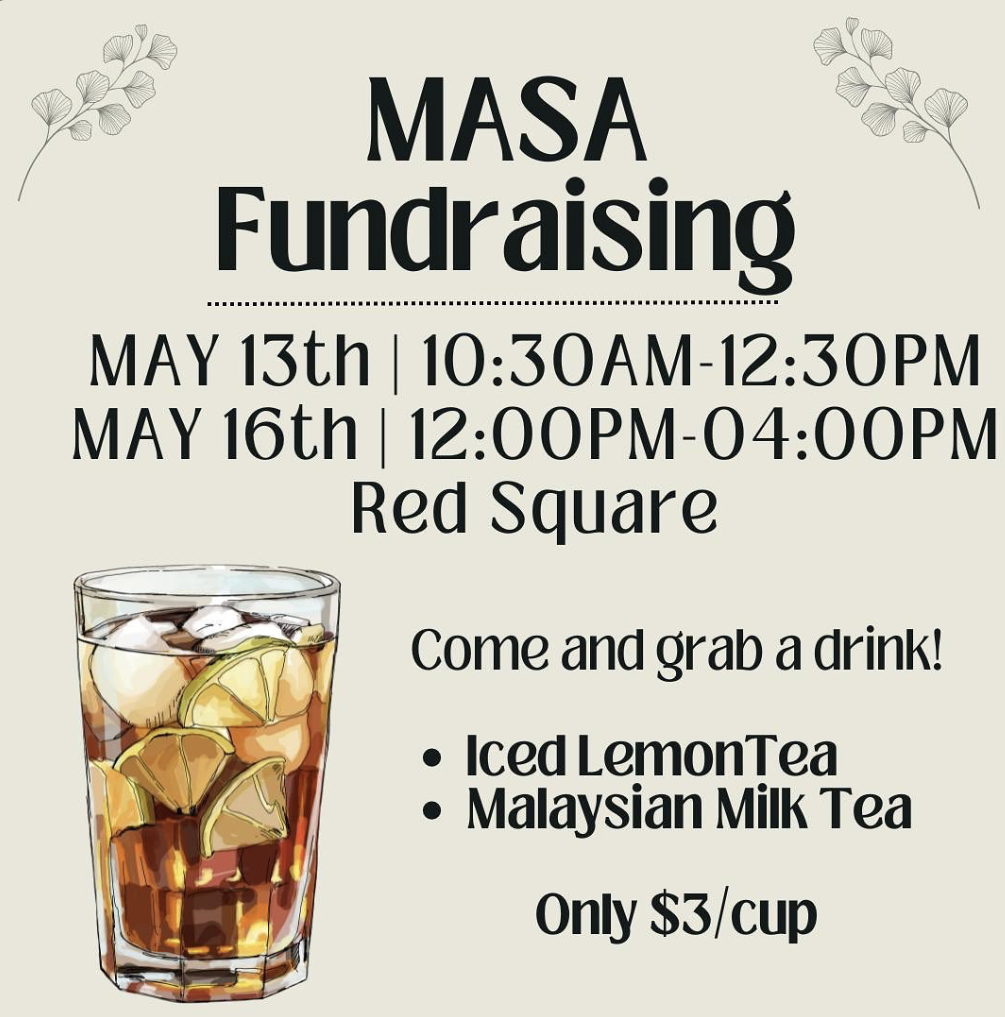 MASA
Fundraising
MAY 13th | 10:30AM-12:30PM
MAY 16th | 12:00PM-04:00PM
Red Square
Come and grab a drink!
• Iced LemonTea
• Malaysian Milk Tea
Only $3/cup